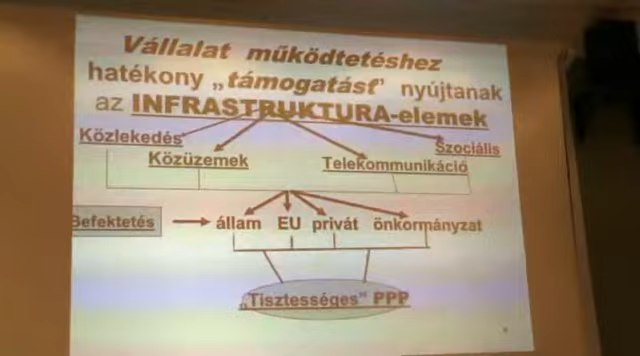 Vállalat működtetéshez
hatékony „támogatást” nyújtanak
az INFRASTRUKTURA-elemek
Közlekedés
Szociális
Közüzemek
Telekommunikáció
Befektetés
állam EU privát önkormányzat
„Tisztességes” PPP